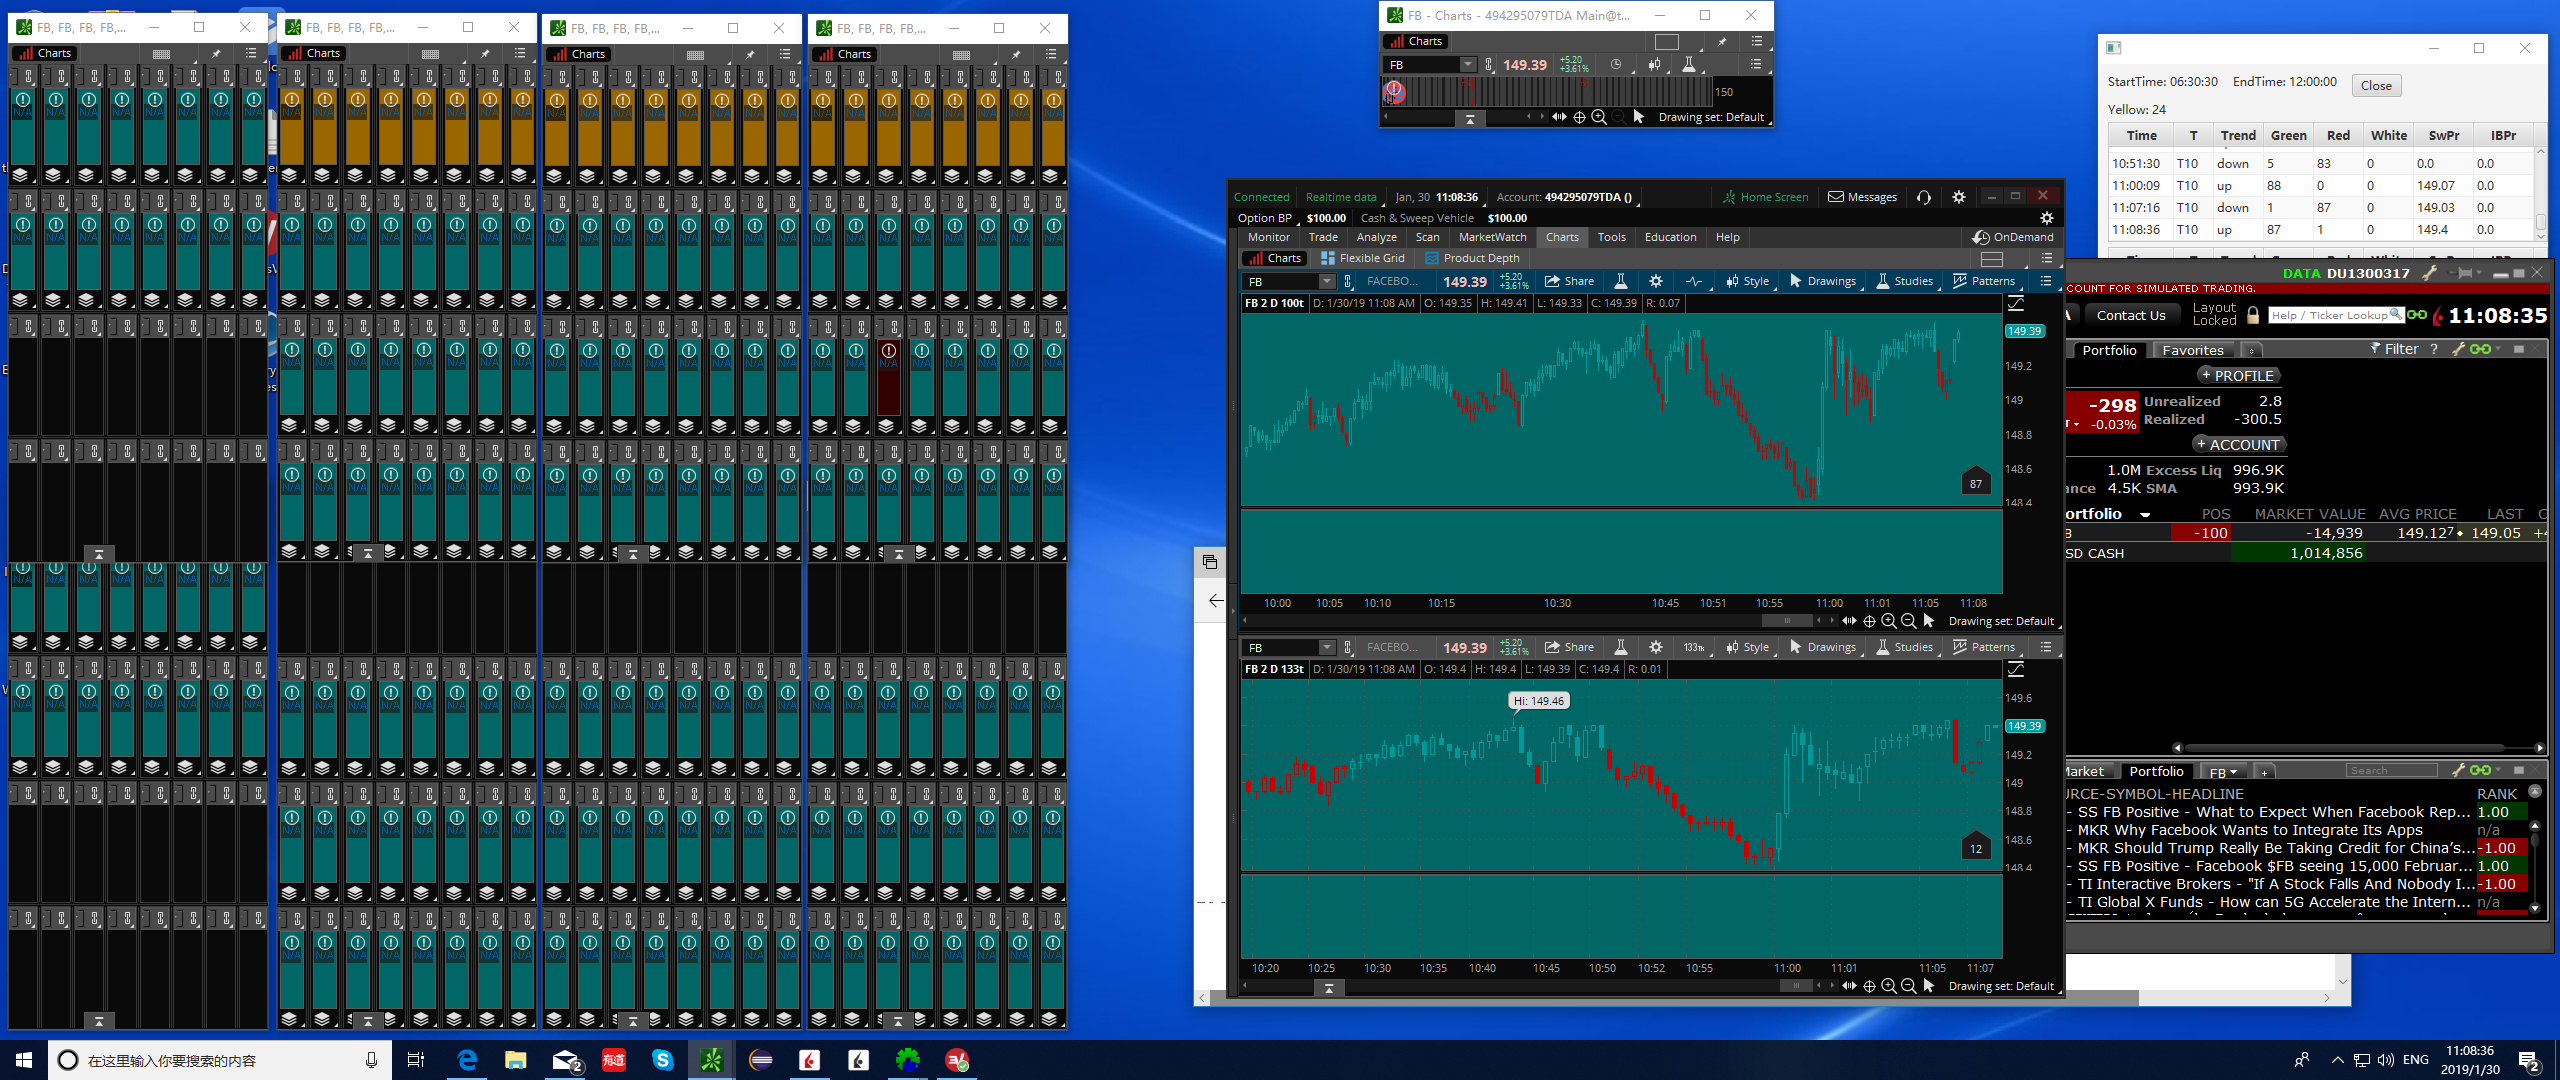 FB, FB, FB, FB,...
FB, FB, FB, FB,...
FB, FB, FB, FB,...
FB, FB, FB, FB,...
Charts
Charts
Charts
Charts
N/A
FB - Charts - 494295079TDA Main@t...
Charts
FB
149.39
+5.20
+3.61%
150
Drawing set: Default
StartTime: 06:30:30 EndTime: 12:00:00 Close
Yellow: 24
Time T Trend Green Red White SwPr IBPr
10:51:30 T10 down 5 83 0 0.0 0.0
11:00:09 T10 up 88 0 0 149.07 0.0
11:07:16 T10 down 1 87 0 149.03 0.0
11:08:36 T10 up 87 1 0 149.4 0.0
Connected Realtime data Jan, 30 11:08:36 Account: 494295079TDA () Home Screen Messages
Option BP $100.00 Cash & Sweep Vehicle $100.00
Monitor Trade Analyze Scan MarketWatch Charts Tools Education Help OnDemand
Charts Flexible Grid Product Depth
FB FACEBO... 149.39 +5.20 +3.61% Share Style Drawings Studies Patterns
FB 2 D 100t D: 1/30/19 11:08 AM O: 149.35 H: 149.41 L: 149.33 C: 149.39 R: 0.07
149.39
149.2
149
148.8
148.6
148.4
87
10:00 10:05 10:10 10:15 10:30 10:45 10:51 10:55 11:00 11:01 11:05 11:08
Drawing set: Default
FB FACEBO... 149.39 +5.20 +3.61% Share 133tk Style Drawings Studies Patterns
FB 2 D 133t D: 1/30/19 11:08 AM O: 149.4 H: 149.4 L: 149.39 C: 149.4 R: 0.01
Hi: 149.46
149.6
149.39
149.2
149
148.8
148.6
148.4
12
10:20 10:25 10:30 10:35 10:40 10:45 10:50 10:52 10:55 11:00 11:01 11:05 11:07
Drawing set: Default
DATA DU1300317
COUNT FOR SIMULATED TRADING.
Contact Us Layout Locked Help / Ticker Lookup 11:08:35
Portfolio Favorites Filter ?
+ PROFILE
-298 Unrealized 2.8
-0.03% Realized -300.5
+ ACCOUNT
1.0M Excess Liq 996.9K
ance 4.5K SMA 993.9K
ortfolio POS MARKET VALUE AVG PRICE LAST
B -100 -14,939 149.127 149.05
SD CASH 1,014,856
Market Portfolio FB +
Search
URCE-SYMBOL-HEADLINE RANK
- SS FB Positive - What to Expect When Facebook Rep... 1.00
- MKR Why Facebook Wants to Integrate Its Apps n/a
- MKR Should Trump Really Be Taking Credit for China's... -1.00
- SS FB Positive - Facebook $FB seeing 15,000 Februar... 1.00
- TI Interactive Brokers - "If A Stock Falls And Nobody I... -1.00
- TI Global X Funds - How can 5G Accelerate the Intern... n/a
在这里输入你要搜索的内容
2
有道
ENG
11:08:36
2019/1/30
2